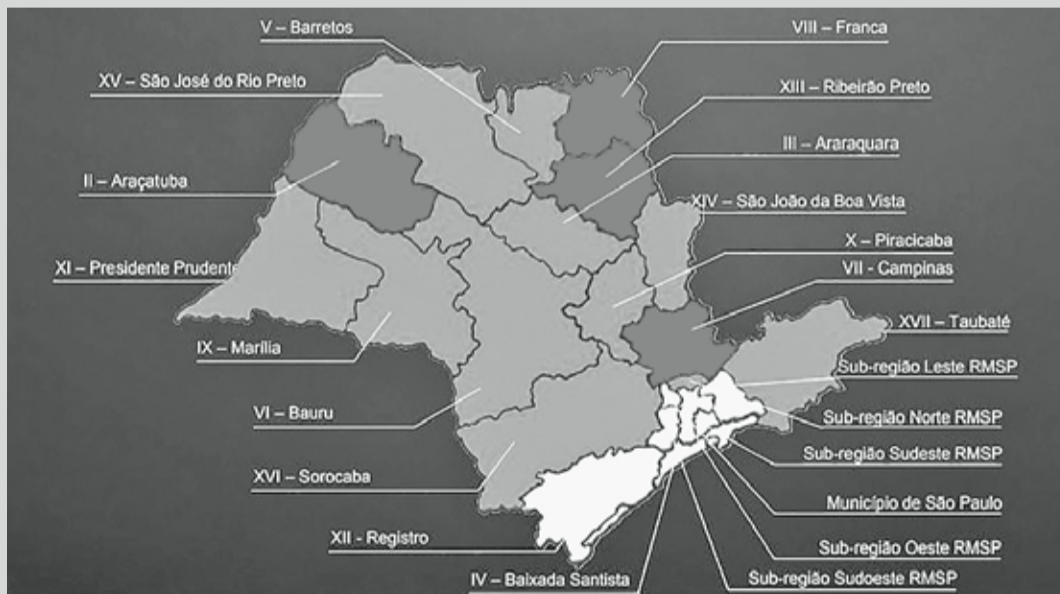 V – Barretos
VIII – Franca
XV – São José do Rio Preto
XIII – Ribeirão Preto
III – Araraquara
II – Araçatuba
XIV – São João da Boa Vista
X – Piracicaba
XI – Presidente Prudente
VII - Campinas
XVII – Taubaté
IX – Marília
Sub-região Leste RMSP
VI – Bauru
Sub-região Norte RMSP
Sub-região Sudeste RMSP
XVI – Sorocaba
Município de São Paulo
XII - Registro
Sub-região Oeste RMSP
IV – Baixada Santista
Sub-região Sudoeste RMSP